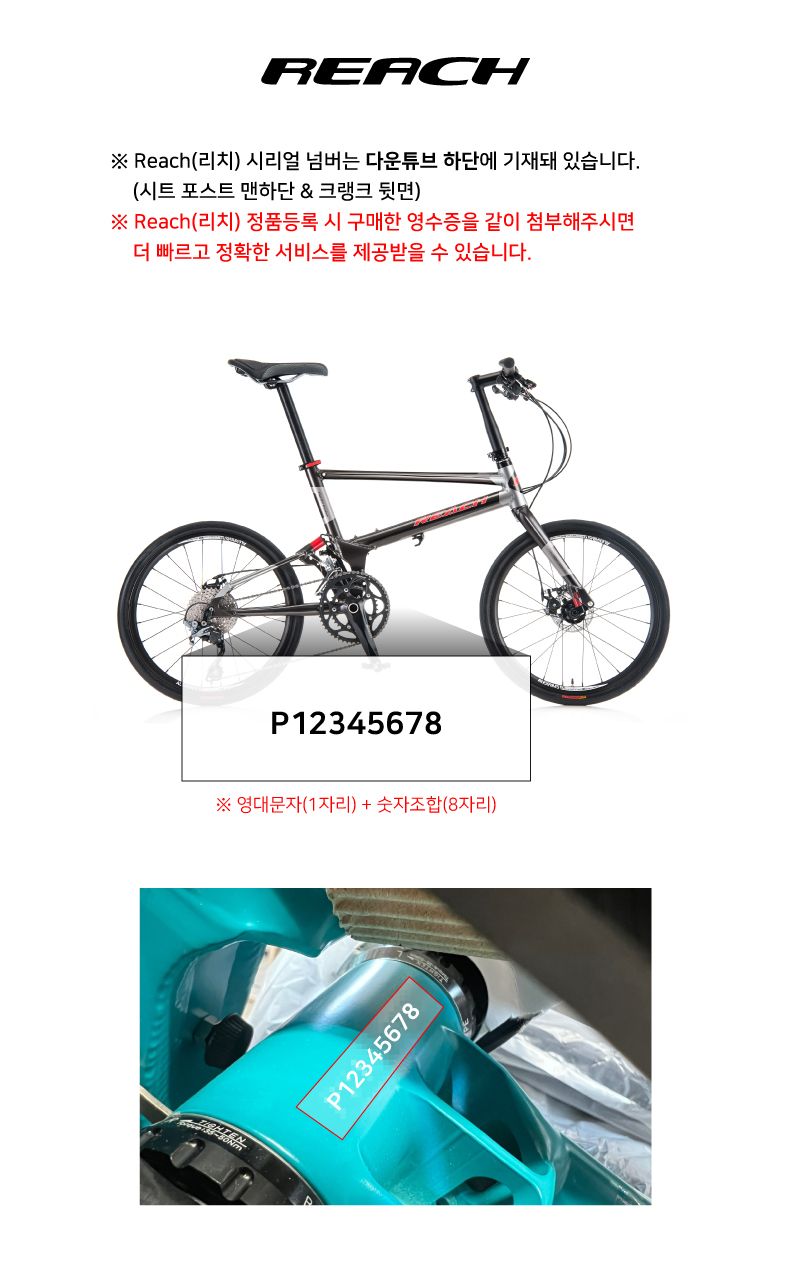 REACH
※ Reach(리치) 시리얼 넘버는 다운튜브 하단에 기재돼 있습니다.
(시트 포스트 맨하단 & 크랭크 뒷면)
※ Reach(리치) 정품등록 시 구매한 영수증을 같이 첨부해주시면
더 빠르고 정확한 서비스를 제공받을 수 있습니다.
REACH
P12345678
※ 영대문자(1자리) + 숫자조합(8자리)
P12345678
TIGHTEN
Torque:35-50Nm